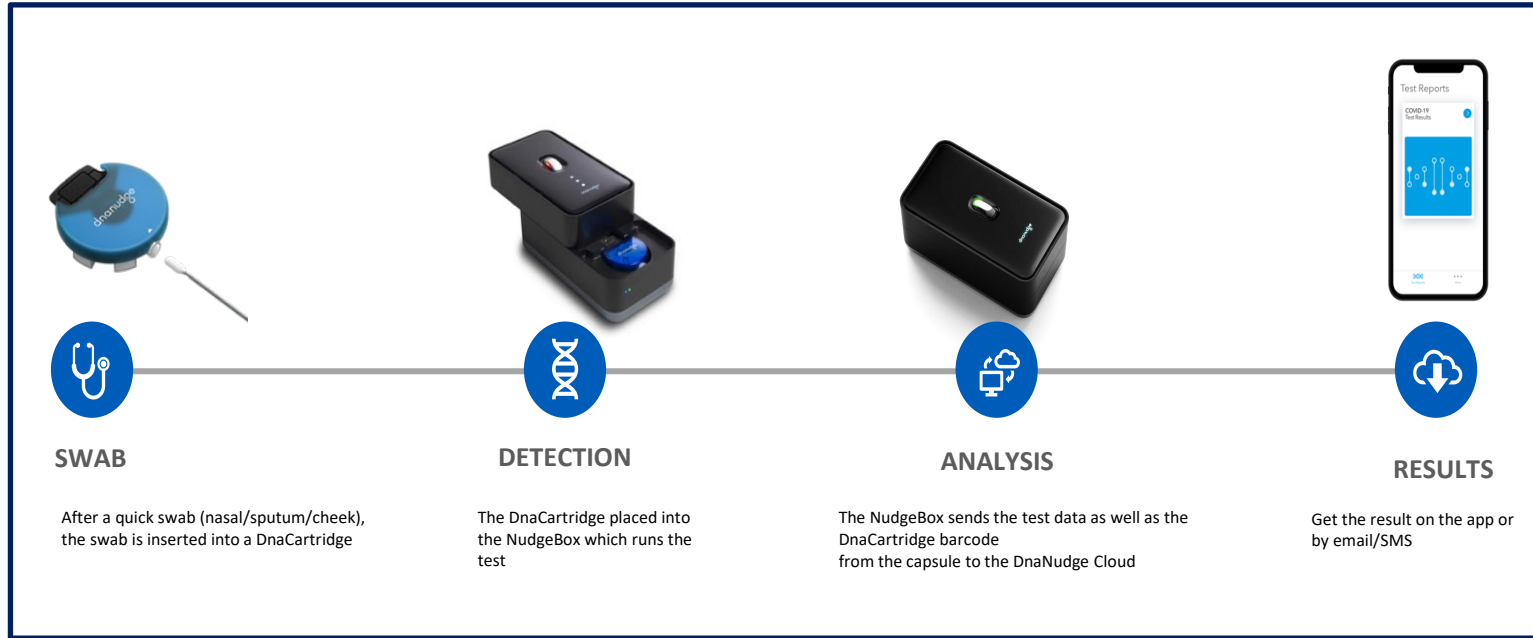 Test Reports
COVID-19
Test Results
dnanudge
dnanudge
dnanudge
SWAB
After a quick swab (nasal/sputum/cheek),
the swab is inserted into a DnaCartridge
DETECTION
The DnaCartridge placed into
the NudgeBox which runs the
test
ANALYSIS
The NudgeBox sends the test data as well as the
DnaCartridge barcode
from the capsule to the DnaNudge Cloud
RESULTS
Get the result on the app or
by email/SMS